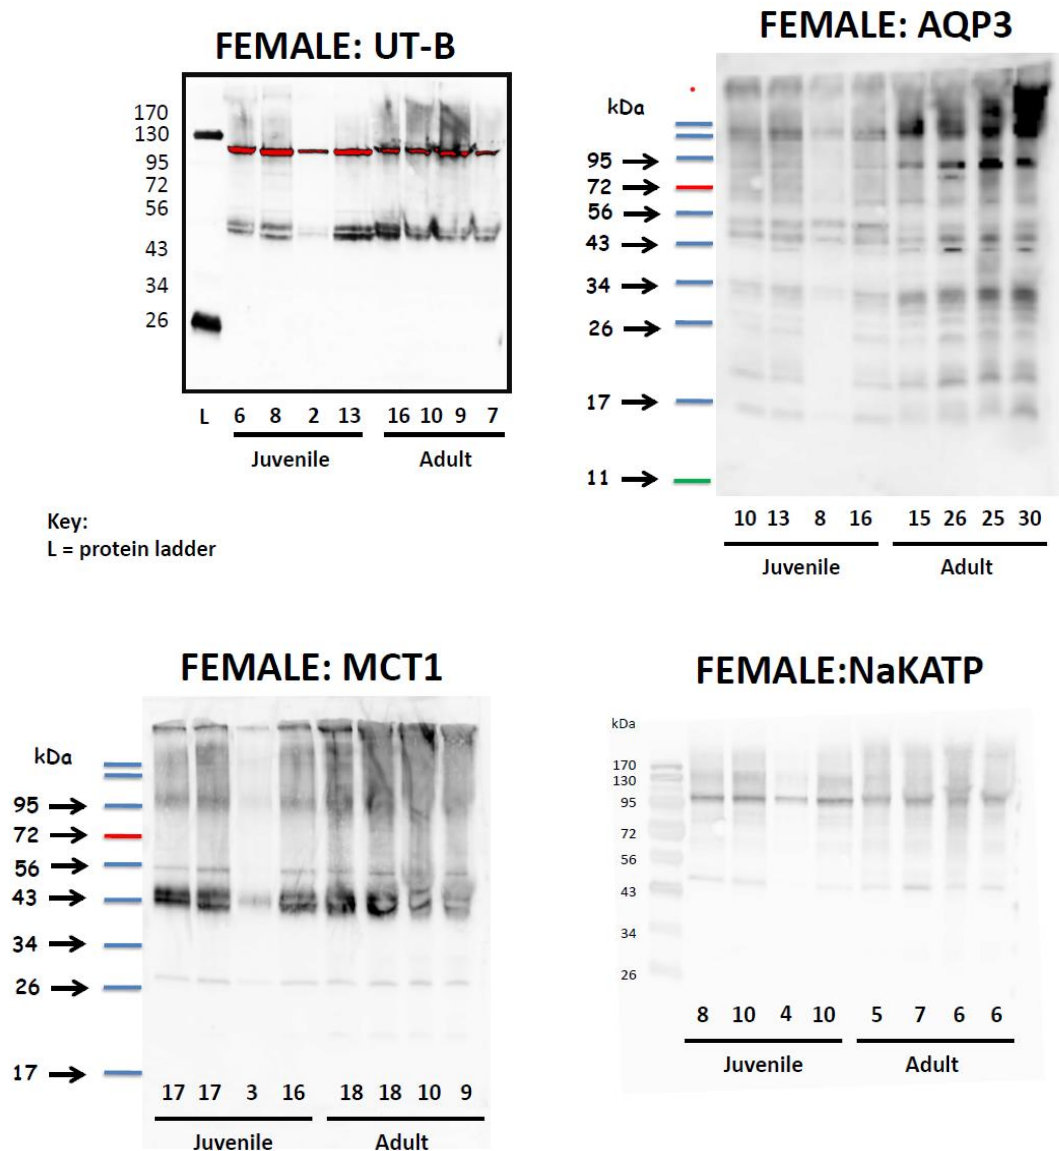 FEMALE: UT-B
170
130
95
72
56
43
34
26
L 6 8 2 13 16 10 9 7
Juvenile Adult
Key:
L = protein ladder
FEMALE: AQP3
kDa
95
72
56
43
34
26
17
11
10 13 8 16 15 26 25 30
Juvenile Adult
FEMALE: MCT1
kDa
95
72
56
43
34
26
17
17 17 3 16 18 18 10 9
Juvenile Adult
FEMALE:NaKATP
kDa
170
130
95
72
56
43
34
26
8 10 4 10 5 7 6 6
Juvenile Adult